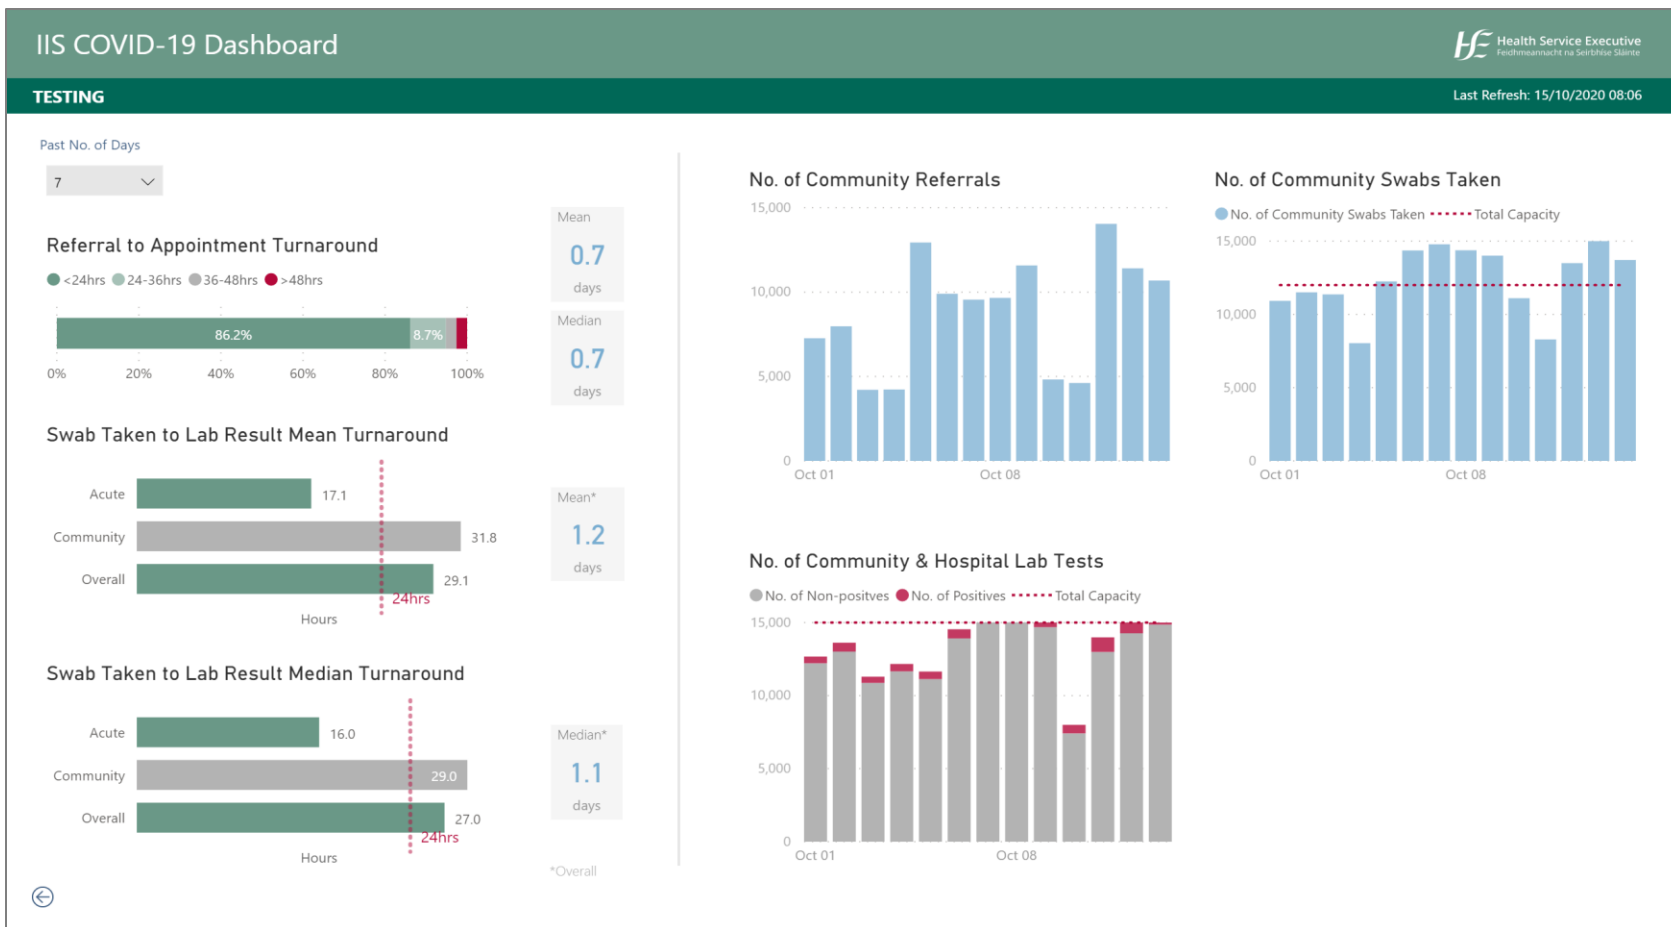 IIS COVID-19 Dashboard
Health Service Executive
Feidhmeannacht na Seirbhíse Sláinte
TESTING
Last Refresh: 15/10/2020 08:06
Past No. of Days
7
Referral to Appointment Turnaround
<24hrs 24-36hrs 36-48hrs >48hrs
86.2% 8.7%
0% 20% 40% 60% 80% 100%
Mean
0.7
days
Median
0.7
days
Swab Taken to Lab Result Mean Turnaround
Acute 17.1
Community 31.8
Overall 29.1
24hrs
Hours
Mean*
1.2
days
Swab Taken to Lab Result Median Turnaround
Acute 16.0
Community 29.0
Overall 27.0
24hrs
Hours
Median*
1.1
days
*Overall
No. of Community Referrals
15,000
10,000
5,000
0
Oct 01 Oct 08
No. of Community Swabs Taken
No. of Community Swabs Taken Total Capacity
15,000
10,000
5,000
0
Oct 01 Oct 08
No. of Community & Hospital Lab Tests
No. of Non-positves No. of Positives Total Capacity
15,000
10,000
5,000
0
Oct 01 Oct 08